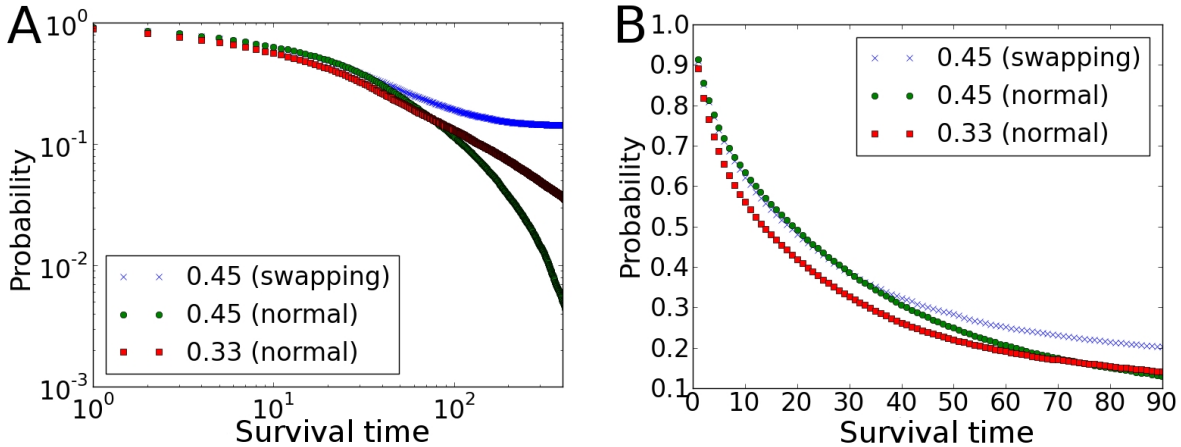 A
10^0
10^-1
10^-2
10^-3
Probability
0.45 (swapping)
0.45 (normal)
0.33 (normal)
10^0
10^1
10^2
Survival time
B
1.0
0.9
0.8
0.7
0.6
0.5
0.4
0.3
0.2
0.1
Probability
0.45 (swapping)
0.45 (normal)
0.33 (normal)
0 10 20 30 40 50 60 70 80 90
Survival time